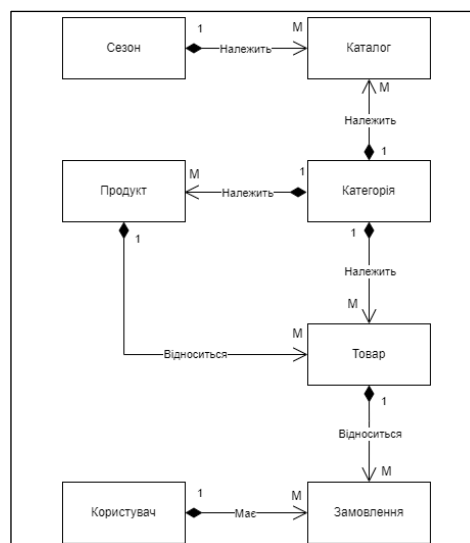 Сезон
1
Належить
М
Каталог
М
Належить
1
Продукт
М
Належить
1
Категорія
1
1
Належить
М
Відноситься
М
Товар
1
Відноситься
М
Користувач
1
Має
М
Замовлення